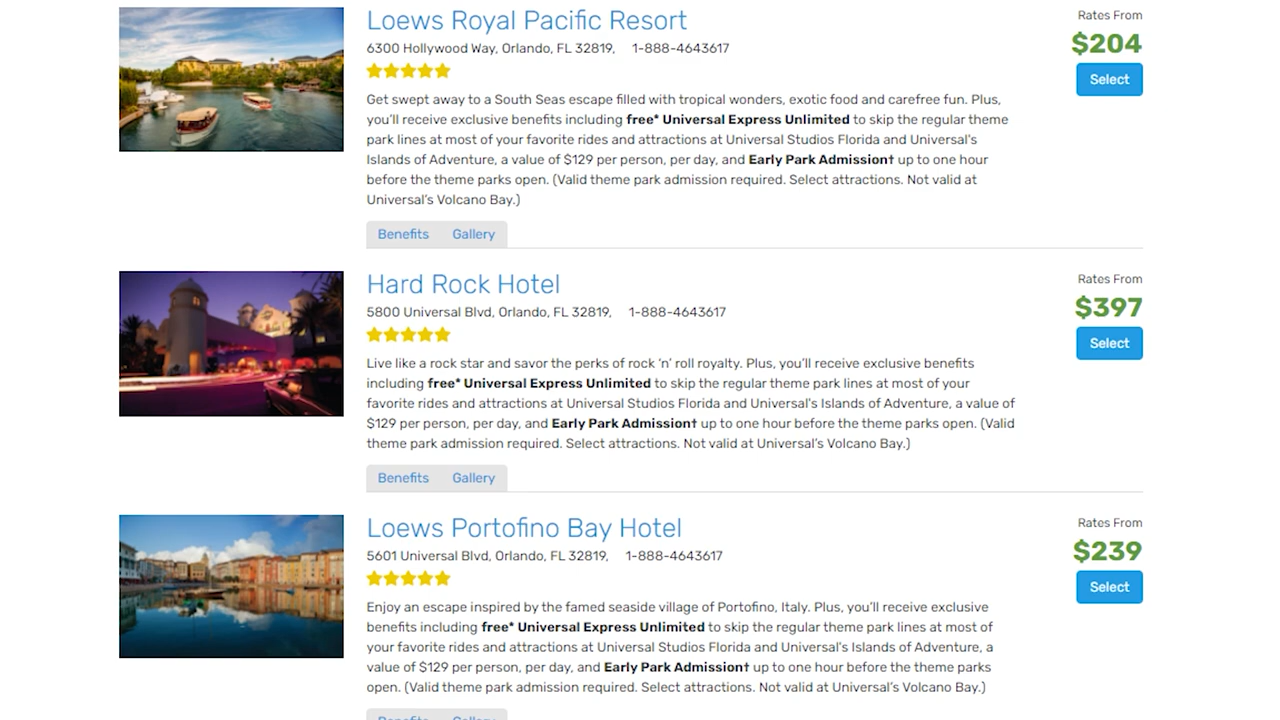 Loews Royal Pacific Resort
Rates From
6300 Hollywood Way, Orlando, FL 32819, 1-888-4643617
$204
Select
Get swept away to a South Seas escape filled with tropical wonders, exotic food and carefree fun. Plus,
you’ll receive exclusive benefits including free* Universal Express Unlimited to skip the regular theme
park lines at most of your favorite rides and attractions at Universal Studios Florida and Universal's
Islands of Adventure, a value of $129 per person, per day, and Early Park Admission† up to one hour
before the theme parks open. (Valid theme park admission required. Select attractions. Not valid at
Universal’s Volcano Bay.)
Benefits Gallery
Hard Rock Hotel
Rates From
5800 Universal Blvd, Orlando, FL 32819, 1-888-4643617
$397
Select
Live like a rock star and savor the perks of rock ‘n’ roll royalty. Plus, you’ll receive exclusive benefits
including free* Universal Express Unlimited to skip the regular theme park lines at most of your
favorite rides and attractions at Universal Studios Florida and Universal's Islands of Adventure, a value of
$129 per person, per day, and Early Park Admission† up to one hour before the theme parks open. (Valid
theme park admission required. Select attractions. Not valid at Universal’s Volcano Bay.)
Benefits Gallery
Loews Portofino Bay Hotel
Rates From
5601 Universal Blvd, Orlando, FL 32819, 1-888-4643617
$239
Select
Enjoy an escape inspired by the famed seaside village of Portofino, Italy. Plus, you’ll receive exclusive
benefits including free* Universal Express Unlimited to skip the regular theme park lines at most of
your favorite rides and attractions at Universal Studios Florida and Universal's Islands of Adventure, a
value of $129 per person, per day, and Early Park Admission† up to one hour before the theme parks
open. (Valid theme park admission required. Select attractions. Not valid at Universal’s Volcano Bay.)
Benefits Gallery